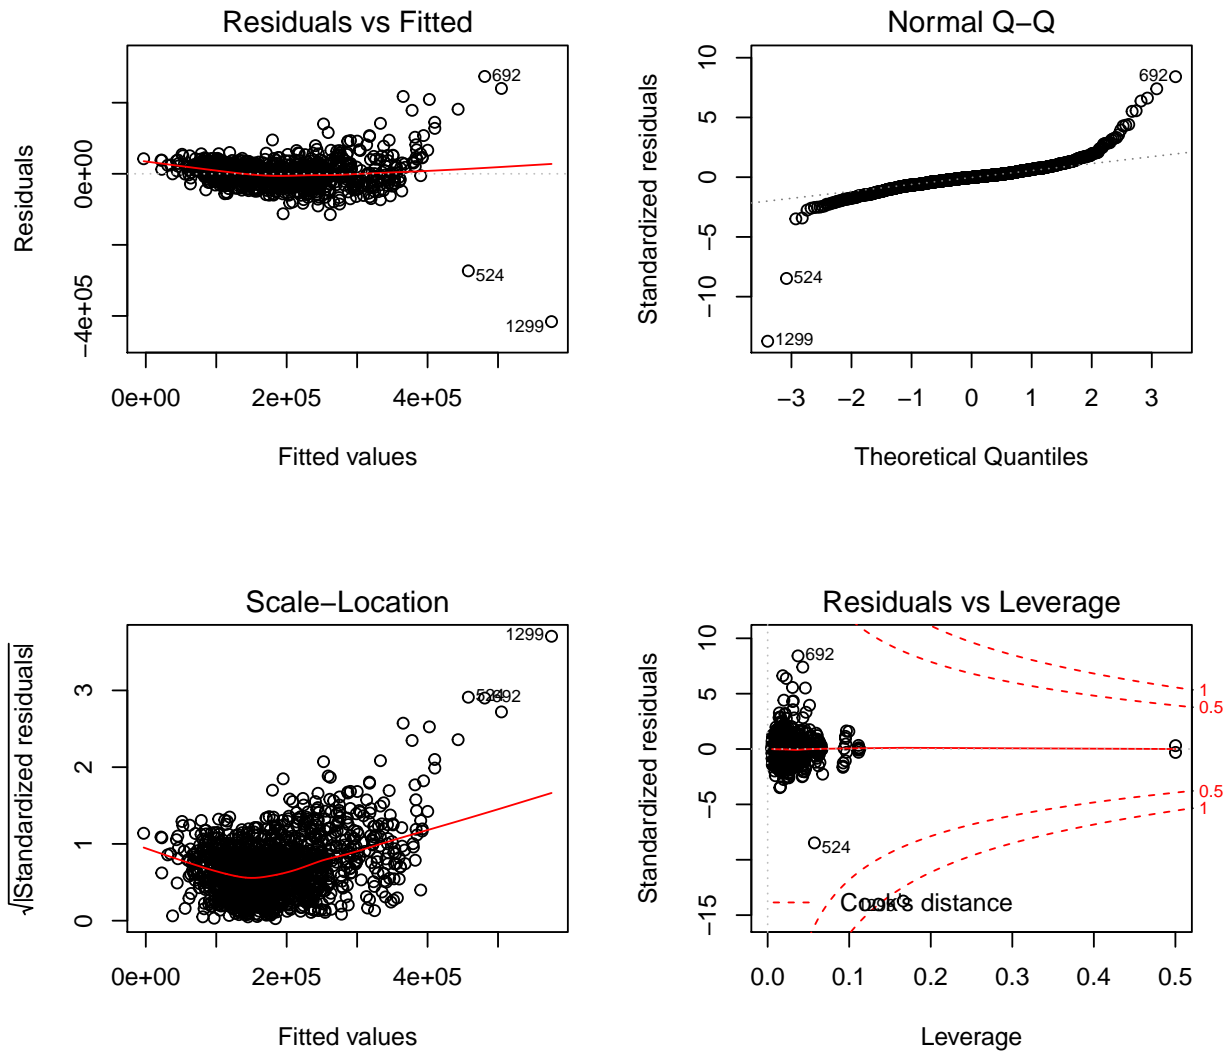 Residuals vs Fitted
Residuals
0e+00
−4e+05
692
524
1299
0e+00 2e+05 4e+05
Fitted values
Normal Q−Q
Standardized residuals
10
5
0
−5
−10
692
524
1299
−3 −2 −1 0 1 2 3
Theoretical Quantiles
Scale−Location
√|Standardized residuals|
3
2
1
0
1299
524
692
0e+00 2e+05 4e+05
Fitted values
Residuals vs Leverage
Standardized residuals
10
5
0
−5
−15
692
524
1299
Cook's distance
1
0.5
0.5
1
0.0 0.1 0.2 0.3 0.4 0.5
Leverage